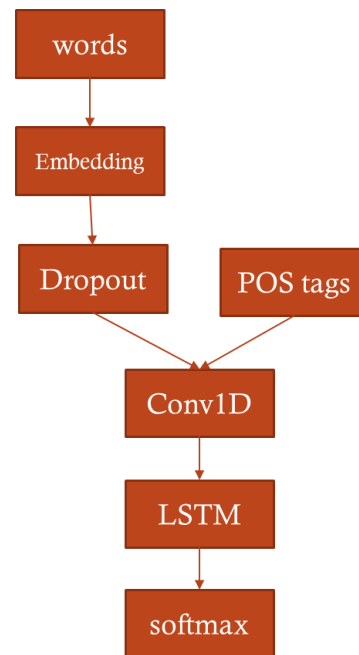 words
Embedding
Dropout
POS tags
Conv1D
LSTM
softmax